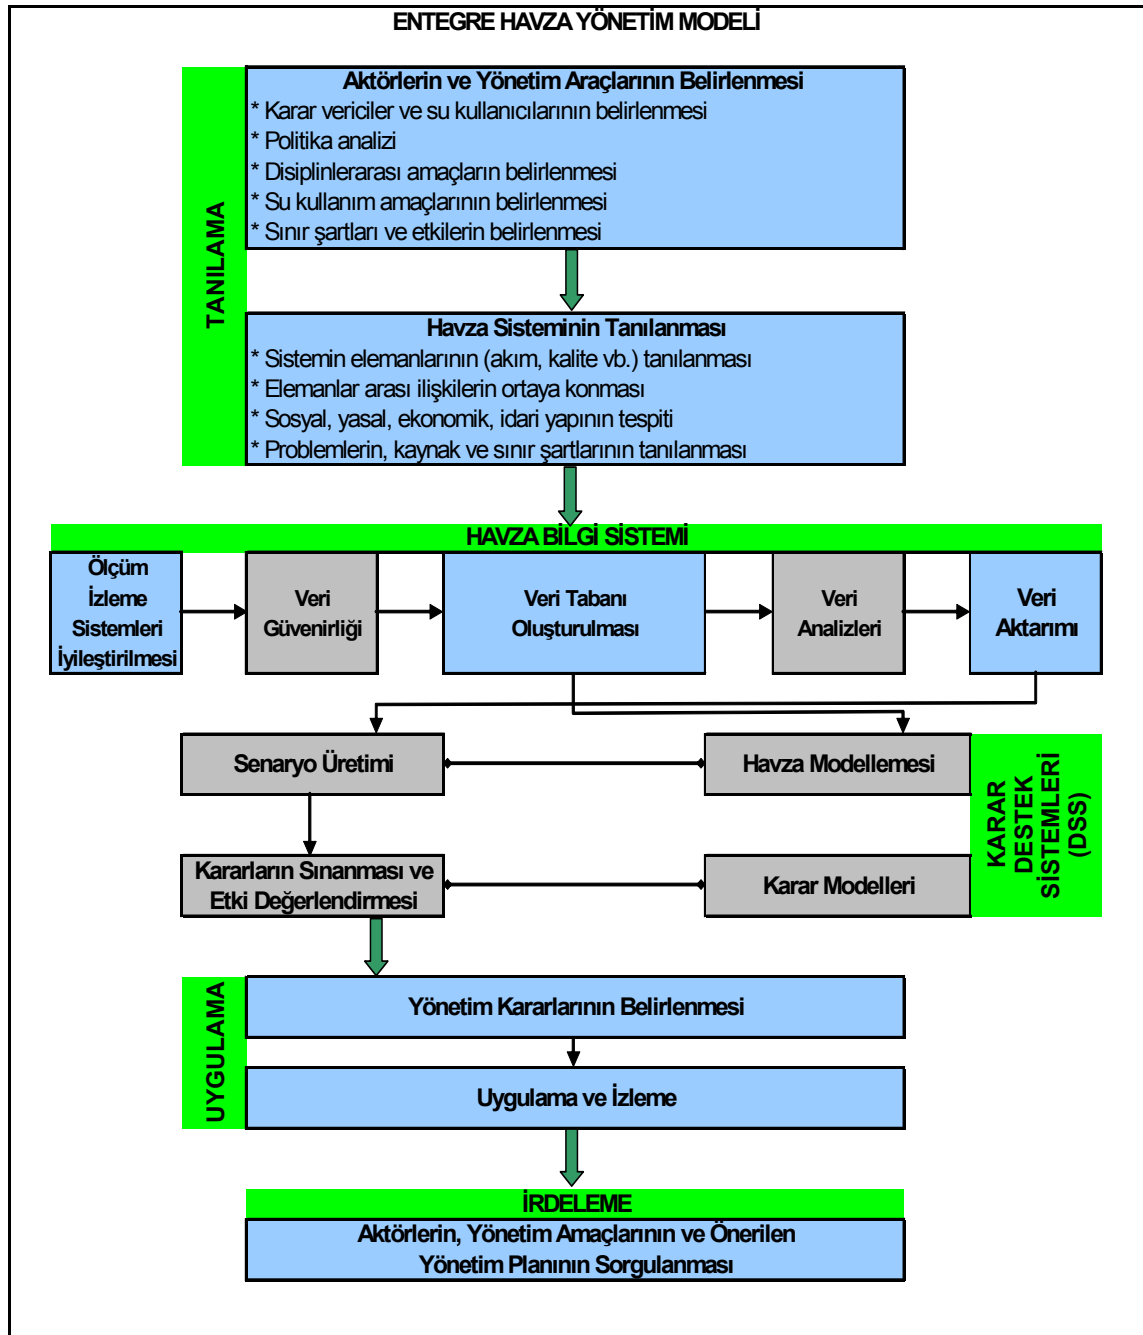 ENTEGRE HAVZA YÖNETİM MODELİ
TANILAMA
Aktörlerin ve Yönetim Araçlarının Belirlenmesi
* Karar vericiler ve su kullanıcılarının belirlenmesi
* Politika analizi
* Disiplinlerarası amaçların belirlenmesi
* Su kullanım amaçlarının belirlenmesi
* Sınır şartları ve etkilerin belirlenmesi
Havza Sisteminin Tanılanması
* Sistemin elemanlarının (akım, kalite vb.) tanılanması
* Elemanlar arası ilişkilerin ortaya konması
* Sosyal, yasal, ekonomik, idari yapının tespiti
* Problemlerin, kaynak ve sınır şartlarının tanılanması
HAVZA BİLGİ SİSTEMİ
Ölçüm
İzleme
Sistemleri
İyileştirilmesi
Veri
Güvenirliği
Veri Tabanı
Oluşturulması
Veri
Analizleri
Veri
Aktarımı
Senaryo Üretimi
Havza Modellemesi
KARAR
DESTEK
SİSTEMLERİ
(DSS)
Kararların Sınanması ve
Etki Değerlendirmesi
Karar Modelleri
UYGULAMA
Yönetim Kararlarının Belirlenmesi
Uygulama ve İzleme
İRDELEME
Aktörlerin, Yönetim Amaçlarının ve Önerilen
Yönetim Planının Sorgulanması